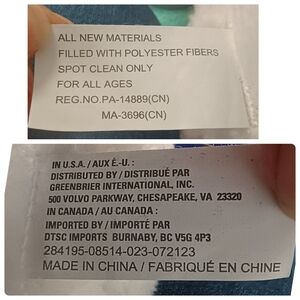 ALL NEW MATERIALS
FILLED WITH POLYESTER FIBERS
SPOT CLEAN ONLY
FOR ALL AGES
REG.NO.PA-14889(CN)
MA-3696(CN)
IN U.S.A./ AUX É.-U. :
DISTRIBUTED BY / DISTRIBUÉ PAR
GREENBRIER INTERNATIONAL, INC.
500 VOLVO PARKWAY, CHESAPEAKE, VA 23320
IN CANADA / AU CANADA :
IMPORTED BY / IMPORTÉ PAR
DTSC IMPORTS BURNABY, BC V5G 4P3
284195-08514-023-072123
MADE IN CHINA / FABRIQUÉ EN CHINE